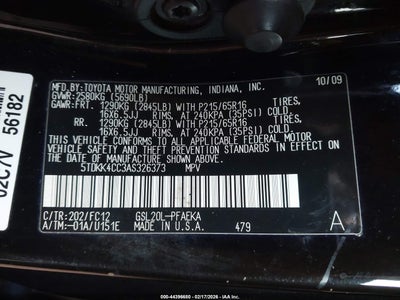 MFD.BY:TOYOTA MOTOR MANUFACTURING, INDIANA, INC. 10/09
GVWR:2580KG (5690LB)
GAWR:FRT. 1290KG (2845LB) WITH P215/65R16 TIRES,
16X6.5JJ RIMS, AT 240KPA (35PSI) COLD.
RR. 1290KG (2845LB) WITH P215/65R16 TIRES,
16X6.5JJ RIMS, AT 240KPA (35PSI) COLD.
THIS VEHICLE CONFORMS TO ALL APPLICABLE FEDERAL MOTOR
VEHICLE SAFETY, BUMPER, AND THEFT PREVENTION STANDARDS
IN EFFECT ON THE DATE OF MANUFACTURE SHOWN ABOVE.
5TDKK4CC3AS326373 MPV
C/TR:202/FC12 GSL20L-PFAEKA
A/TM:-01A/U151E MADE IN U.S.A. 479 A
56182
000-44396680 - 02/17/2026 - IAAI